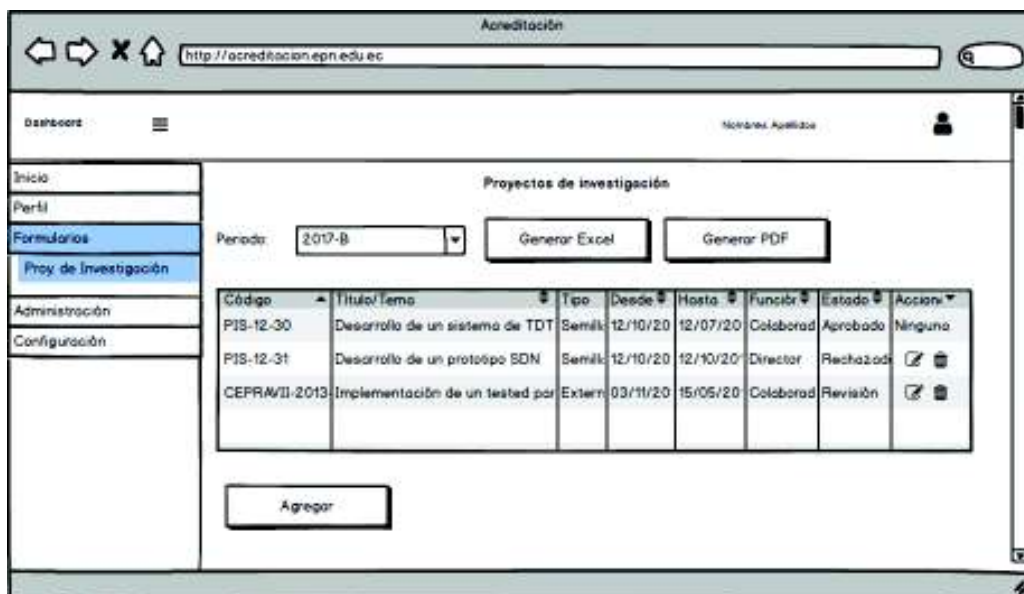 Acreditación
http://acreditacion.epn.edu.ec
Dashboard
Nombres Apellidos
Inicio
Perfil
Formularios
Proy. de Investigación
Administración
Configuración
Proyectos de investigación
Periodo: 2017-B Generar Excel Generar PDF
Código Título/Tema Tipo Desde Hasta Funció Estado Accion
PIS-12-30 Desarrollo de un sistema de TDT Semill 12/10/20 12/07/20 Colaborad Aprobado Ninguna
PIS-12-31 Desarrollo de un prototipo SDN Semill 12/10/20 12/10/20 Director Rechazad
CEPRAVII-2013 Implementación de un tested par Extern 03/11/20 15/05/20 Colaborad Revisión
Agregar